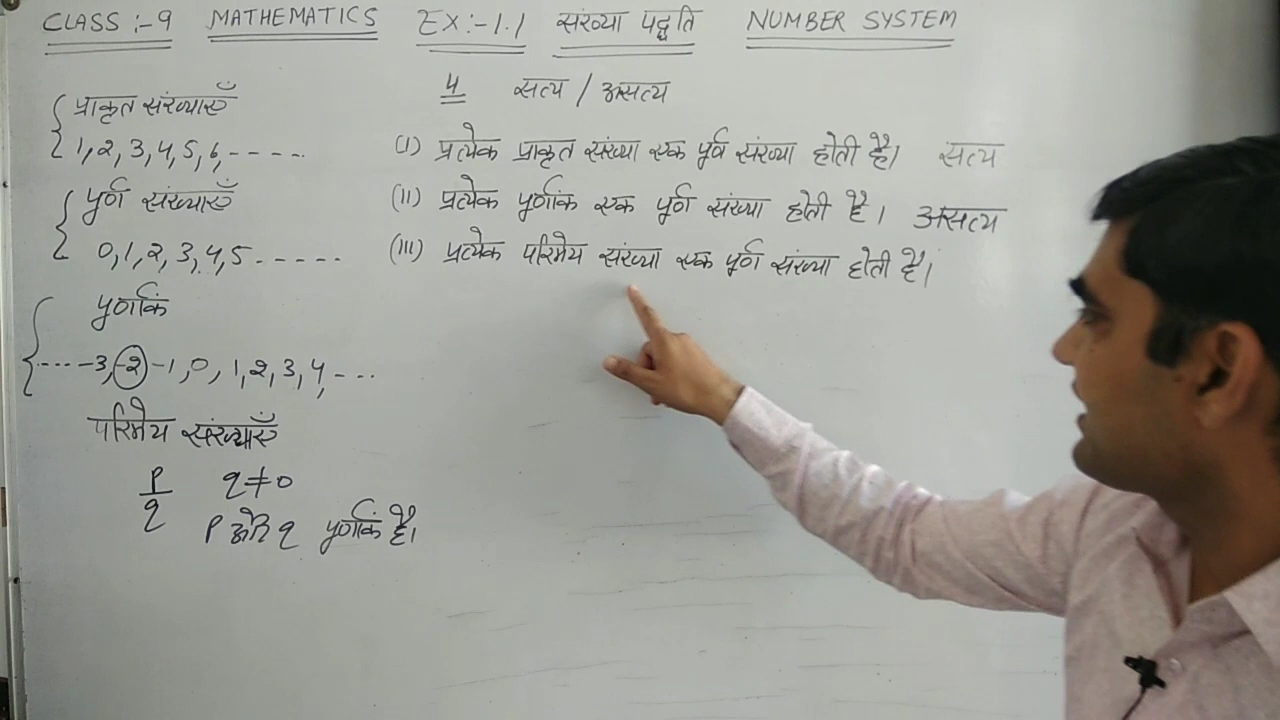 CLASS :- 9 MATHEMATICS EX:- 1.1 संख्या पद्धति NUMBER SYSTEM
प्राकृत संख्याएँ
1, 2, 3, 4, 5, 6, -----
पूर्ण संख्याएँ
0, 1, 2, 3, 4, 5 -----
पूर्णांक
---- -3, -2 -1, 0, 1, 2, 3, 4, ---
परिमेय संख्याएँ
p/q q≠0
p और q पूर्णांक है।
4 सत्य / असत्य
(I) प्रत्येक प्राकृत संख्या एक पूर्ण संख्या होती है। सत्य
(II) प्रत्येक पूर्णांक एक पूर्ण संख्या होती है। असत्य
(III) प्रत्येक परिमेय संख्या एक पूर्ण संख्या होती है।